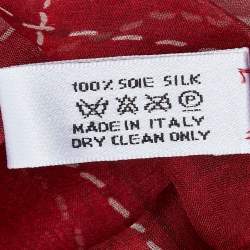 100% SOIE SILK
P
MADE IN ITALY
DRY CLEAN ONLY